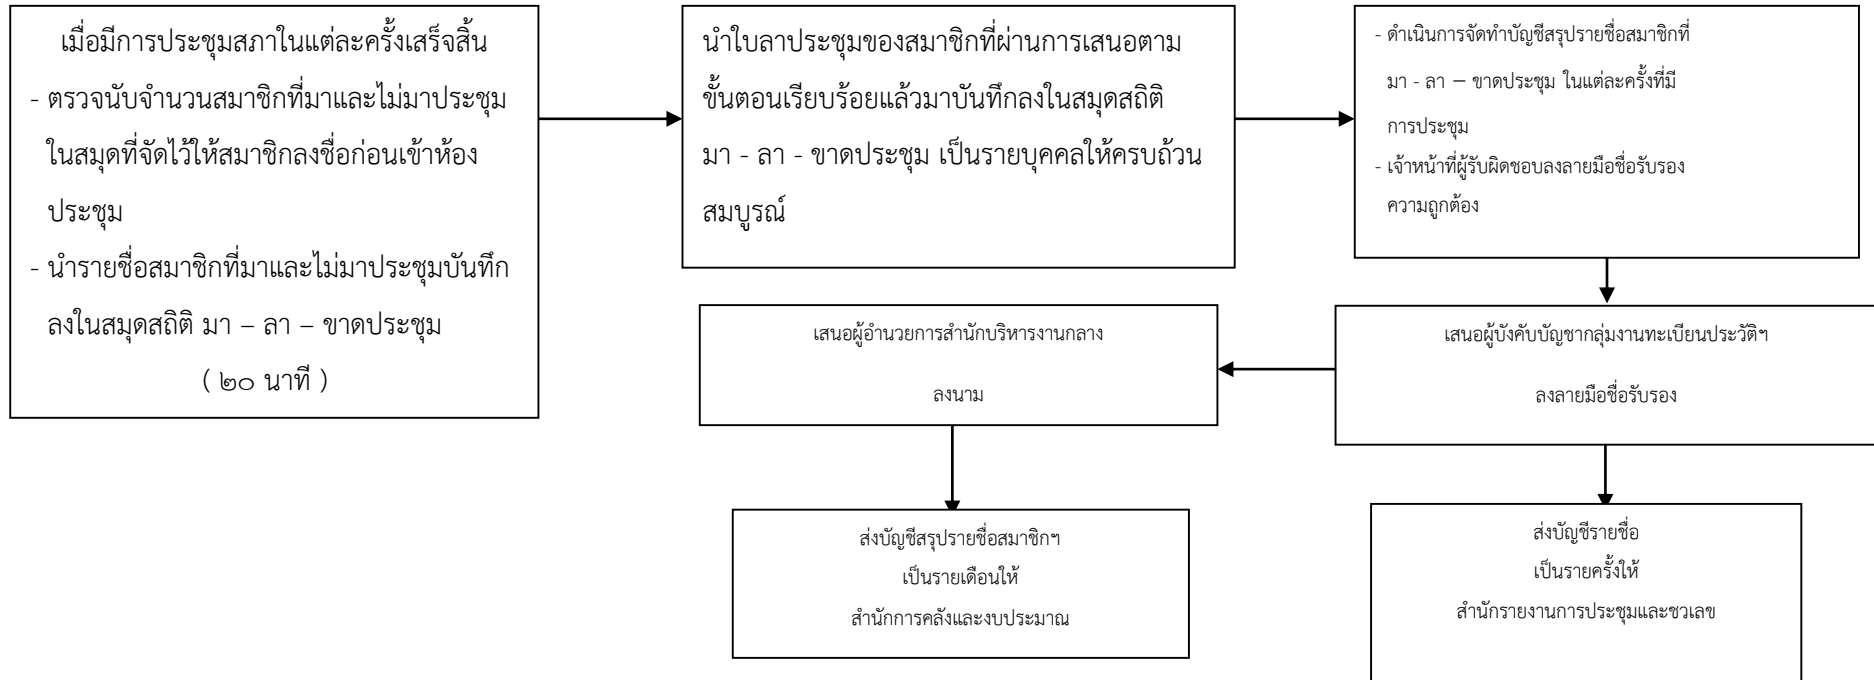 เมื่อมีการประชุมสภาในแต่ละครั้งเสร็จสิ้น
- ตรวจนับจำนวนสมาชิกที่มาและไม่มาประชุม
ในสมุดที่จัดไว้ให้สมาชิกลงชื่อก่อนเข้าห้อง
ประชุม
- นำรายชื่อสมาชิกที่มาและไม่มาประชุมบันทึก
ลงในสมุดสถิติ มา – ลา – ขาดประชุม
( ๒๐ นาที )
นำใบลาประชุมของสมาชิกที่ผ่านการเสนอตาม
ขั้นตอนเรียบร้อยแล้วมาบันทึกลงในสมุดสถิติ
มา - ลา - ขาดประชุม เป็นรายบุคคลให้ครบถ้วน
สมบูรณ์
- ดำเนินการจัดทำบัญชีสรุปรายชื่อสมาชิกที่
มา - ลา – ขาดประชุม ในแต่ละครั้งที่มี
การประชุม
- เจ้าหน้าที่ผู้รับผิดชอบลงลายมือชื่อรับรอง
ความถูกต้อง
เสนอผู้บังคับบัญชากลุ่มงานทะเบียนประวัติฯ
ลงลายมือชื่อรับรอง
เสนอผู้อำนวยการสำนักบริหารงานกลาง
ลงนาม
ส่งบัญชีสรุปรายชื่อสมาชิกฯ
เป็นรายเดือนให้
สำนักการคลังและงบประมาณ
ส่งบัญชีรายชื่อ
เป็นรายครั้งให้
สำนักรายงานการประชุมและชวเลข